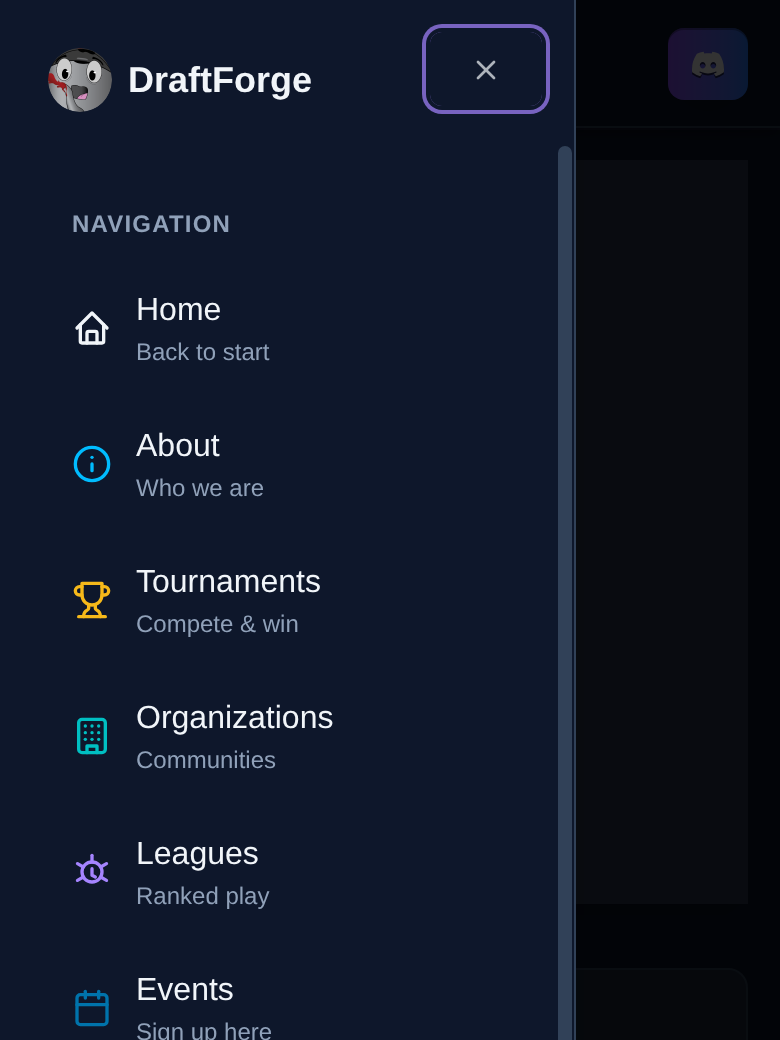 DraftForge
NAVIGATION
Home
Back to start
About
Who we are
Tournaments
Compete & win
Organizations
Communities
Leagues
Ranked play
Events
Sign up here